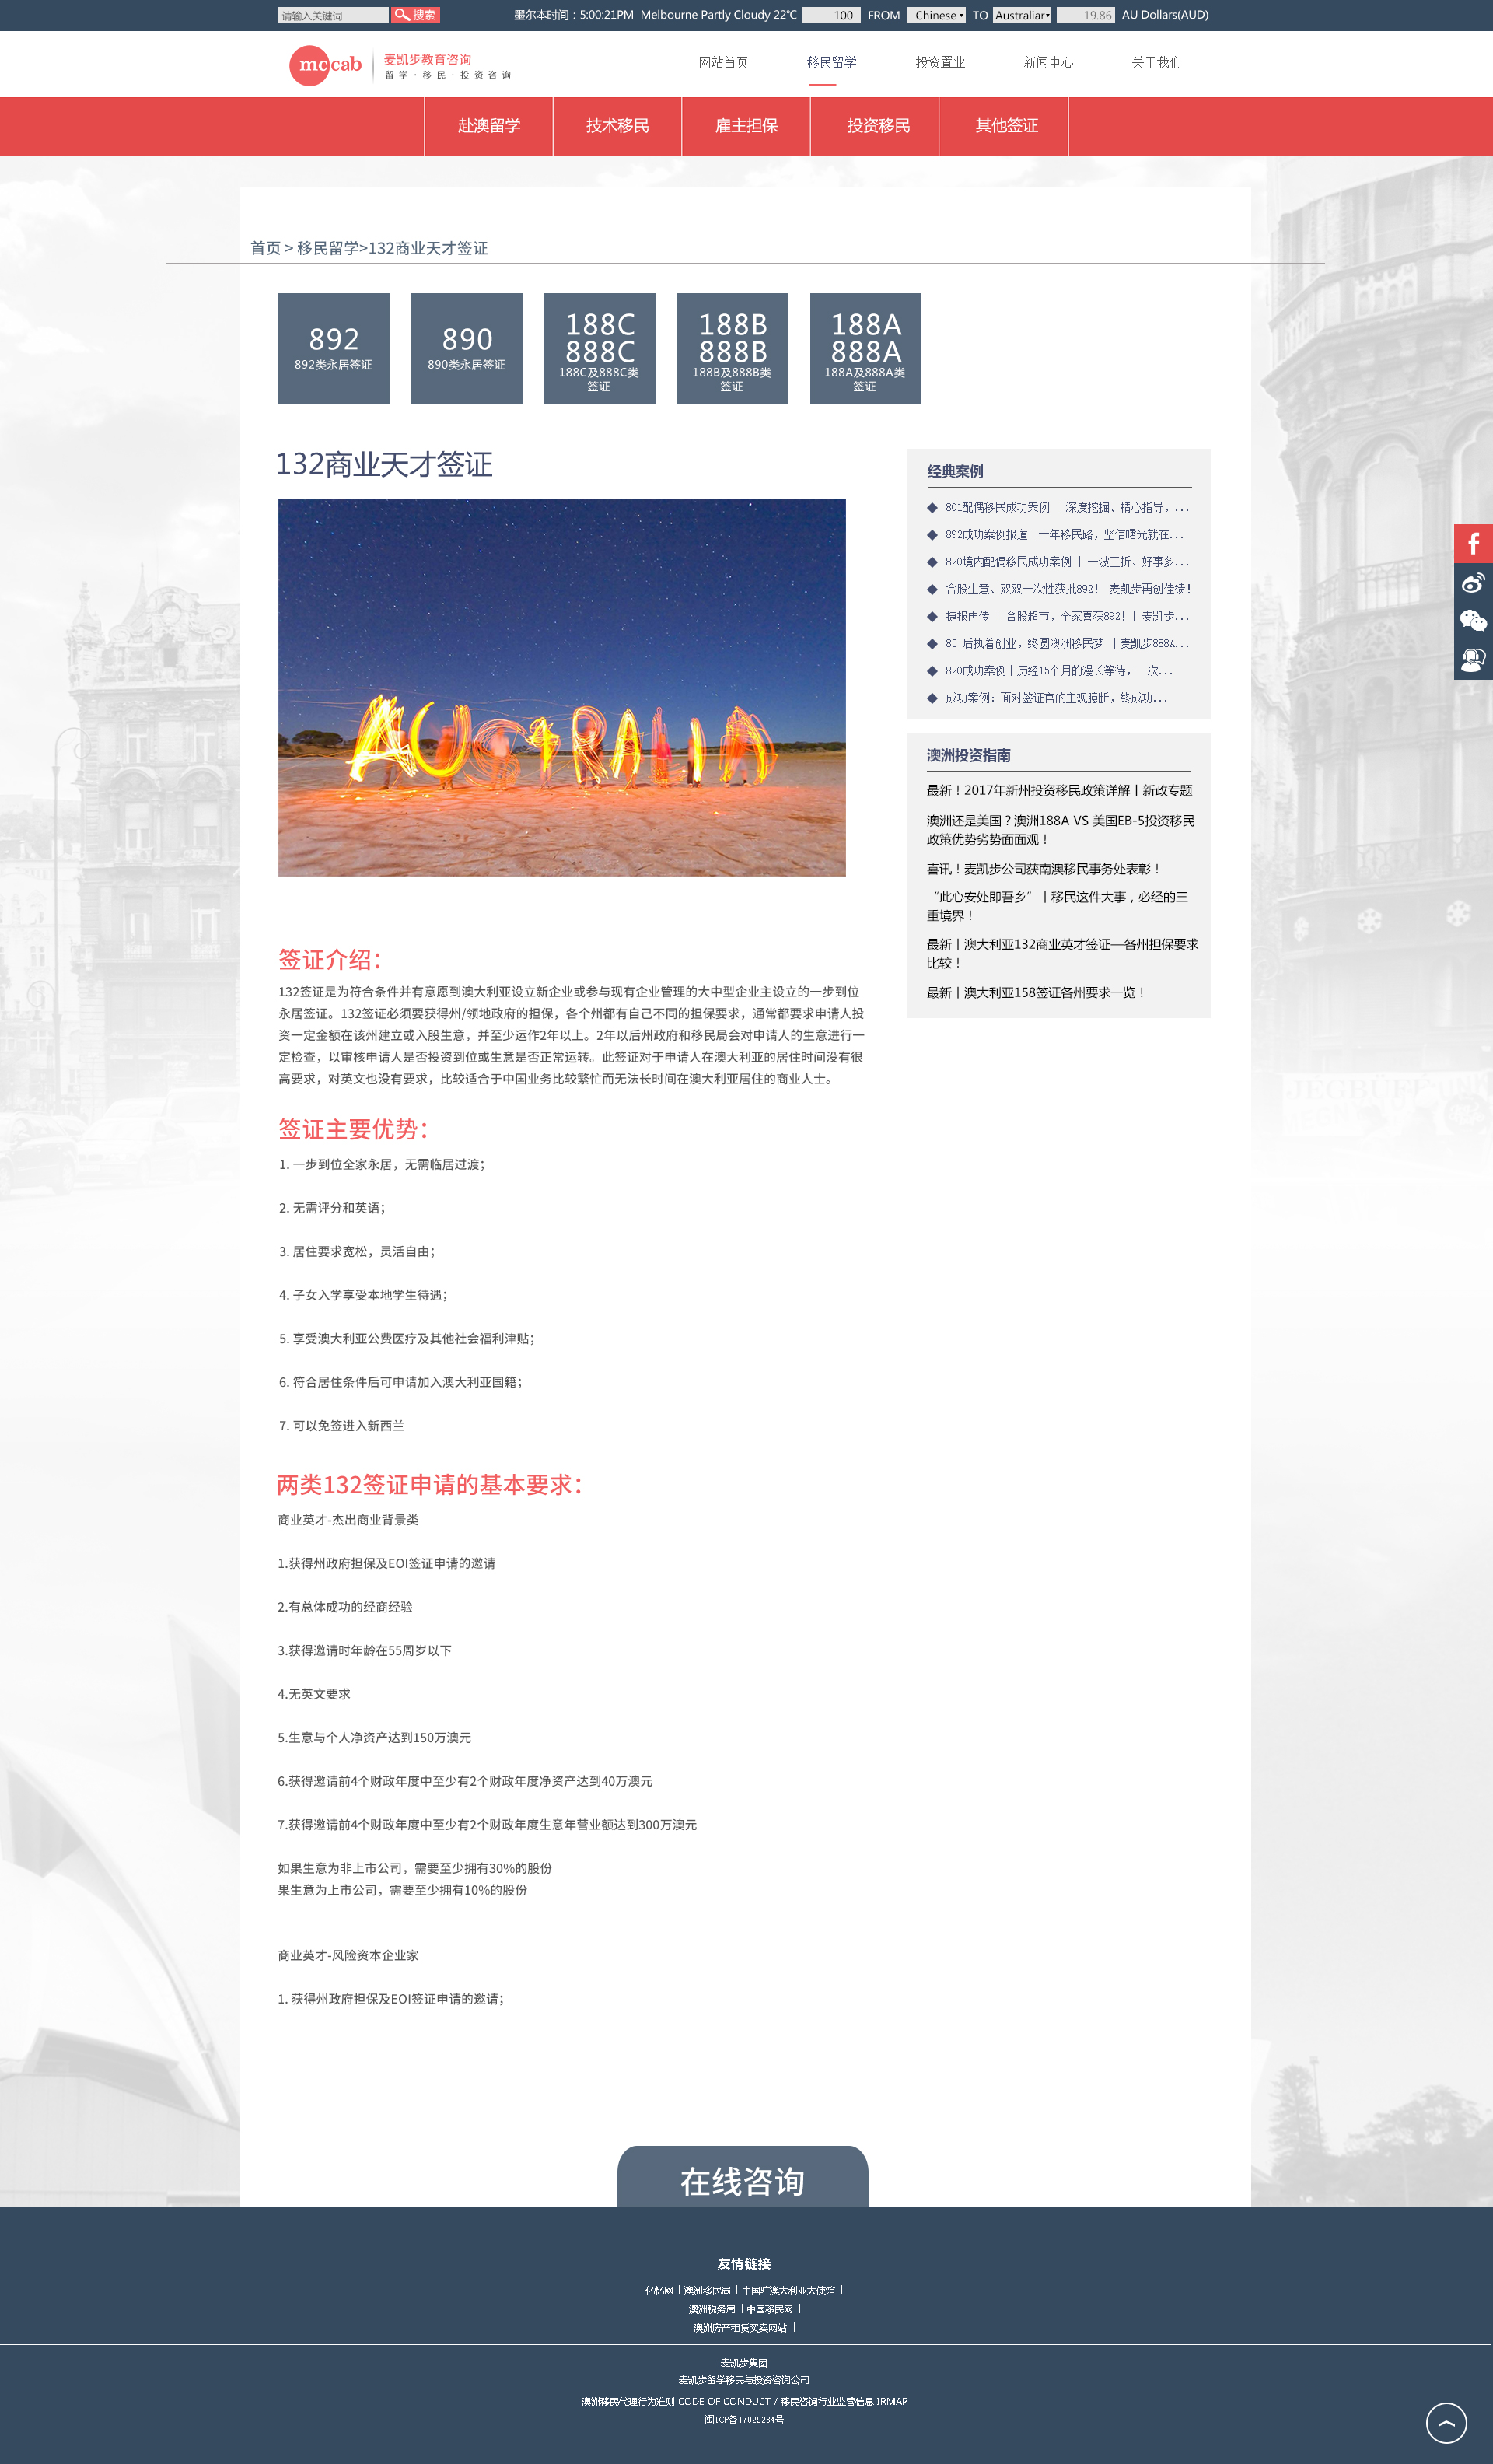 请输入关键词 搜索 墨尔本时间：5:00:21PM Melbourne Partly Cloudy 22℃ 100 FROM Chinese TO Australiar 19.86 AU Dollars(AUD)
mccab 麦凯步教育咨询
留学·移民·投资咨询
网站首页 移民留学 投资置业 新闻中心 关于我们
赴澳留学 技术移民 雇主担保 投资移民 其他签证
首页 > 移民留学>132商业天才签证
892
892类永居签证
890
890类永居签证
188C
888C
188C及888C类
签证
188B
888B
188B及888B类
签证
188A
888A
188A及888A类
签证
132商业天才签证
AUSTRALIA
签证介绍：
132签证是为符合条件并有意愿到澳大利亚设立新企业或参与现有企业管理的大中型企业主设立的一步到位
永居签证。132签证必须要获得州/领地政府的担保，各个州都有自己不同的担保要求，通常都要求申请人投
资一定金额在该州建立或入股生意，并至少运作2年以上。2年以后州政府和移民局会对申请人的生意进行一
定检查，以审核申请人是否投资到位或生意是否正常运转。此签证对于申请人在澳大利亚的居住时间没有很
高要求，对英文也没有要求，比较适合于中国业务比较繁忙而无法长时间在澳大利亚居住的商业人士。
签证主要优势：
1. 一步到位全家永居，无需临居过渡；
2. 无需评分和英语；
3. 居住要求宽松，灵活自由；
4. 子女入学享受本地学生待遇；
5. 享受澳大利亚公费医疗及其他社会福利津贴；
6. 符合居住条件后可申请加入澳大利亚国籍；
7. 可以免签进入新西兰
两类132签证申请的基本要求：
商业英才-杰出商业背景类
1.获得州政府担保及EOI签证申请的邀请
2.有总体成功的经商经验
3.获得邀请时年龄在55周岁以下
4.无英文要求
5.生意与个人净资产达到150万澳元
6.获得邀请前4个财政年度中至少有2个财政年度净资产达到40万澳元
7.获得邀请前4个财政年度中至少有2个财政年度生意年营业额达到300万澳元
如果生意为非上市公司，需要至少拥有30%的股份
果生意为上市公司，需要至少拥有10%的股份
商业英才-风险资本企业家
1. 获得州政府担保及EOI签证申请的邀请；
经典案例
801配偶移民成功案例 | 深度挖掘、精心指导，...
892成功案例报道|十年移民路，坚信曙光就在...
820境内配偶移民成功案例 | 一波三折、好事多...
合股生意、双双一次性获批892！ 麦凯步再创佳绩！
捷报再传 ! 合股超市，全家喜获892！| 麦凯步...
85 后执着创业，终圆澳洲移民梦 |麦凯步888A...
820成功案例|历经15个月的漫长等待，一次...
成功案例：面对签证官的主观臆断，终成功...
澳洲投资指南
最新！2017年新州投资移民政策详解丨新政专题
澳洲还是美国？澳洲188A VS 美国EB-5投资移民
政策优势劣势面面观！
喜讯！麦凯步公司获南澳移民事务处表彰！
“此心安处即吾乡”丨移民这件大事，必经的三
重境界！
最新丨澳大利亚132商业英才签证—各州担保要求
比较！
最新丨澳大利亚158签证各州要求一览！
JEGBUFF
在线咨询
友情链接
亿忆网 | 澳洲移民局 | 中国驻澳大利亚大使馆 |
澳洲税务局 | 中国移民网 |
澳洲房产租赁买卖网站 |
麦凯步集团
麦凯步留学移民与投资咨询公司
澳洲移民代理行为准则 CODE OF CONDUCT / 移民咨询行业监管信息 IRMAP
闽ICP备17029284号